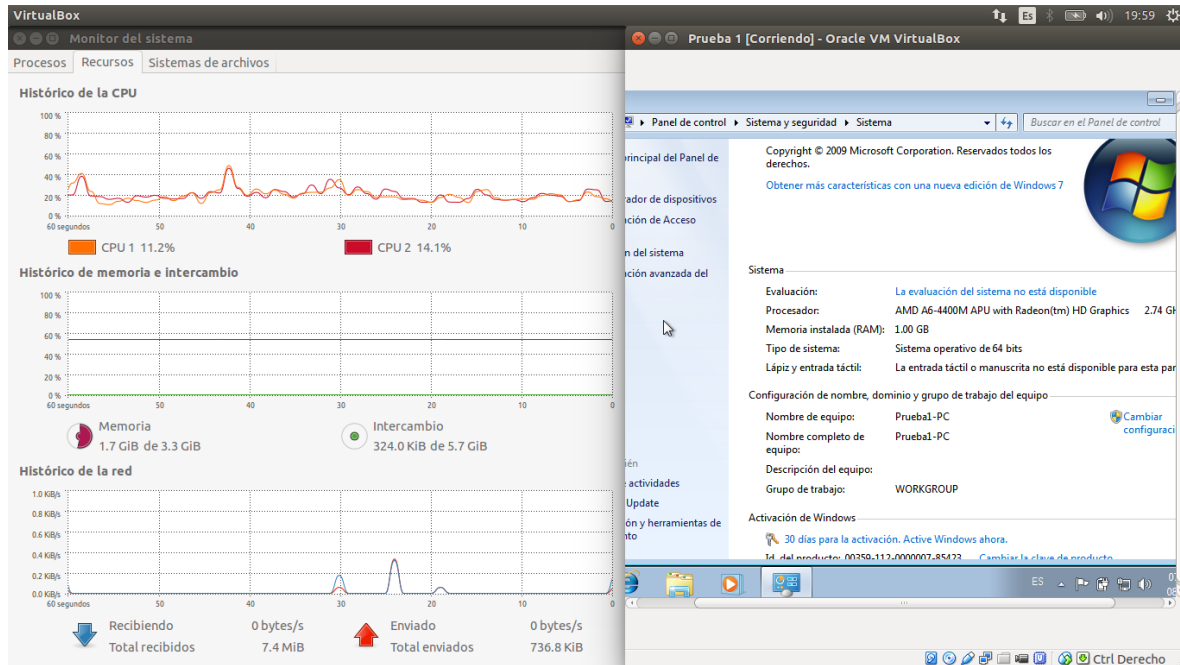 VirtualBox
Es
19:59
Monitor del sistema
Procesos Recursos Sistemas de archivos
Histórico de la CPU
100 %
80 %
60 %
40 %
20 %
0 %
60 segundos 50 40 30 20 10 0
CPU 1 11.2%
CPU 2 14.1%
Histórico de memoria e intercambio
100 %
80 %
60 %
40 %
20 %
0 %
60 segundos 50 40 30 20 10 0
Memoria
1.7 GiB de 3.3 GiB
Intercambio
324.0 KiB de 5.7 GiB
Histórico de la red
1.0 KiB/s
0.8 KiB/s
0.6 KiB/s
0.4 KiB/s
0.2 KiB/s
0.0 KiB/s
60 segundos 50 40 30 20 10 0
Recibiendo 0 bytes/s
Total recibidos 7.4 MiB
Enviado 0 bytes/s
Total enviados 736.8 KiB
Prueba 1 [Corriendo] - Oracle VM VirtualBox
Panel de control Sistema y seguridad Sistema
Buscar en el Panel de control
rincipal del Panel de
rador de dispositivos
ación de Acceso
n del sistema
ación avanzada del
ién
actividades
Update
ón y herramientas de
nto
Copyright © 2009 Microsoft Corporation. Reservados todos los
derechos.
Obtener más características con una nueva edición de Windows 7
Sistema
Evaluación: La evaluación del sistema no está disponible
Procesador: AMD A6-4400M APU with Radeon(tm) HD Graphics 2.74 GH
Memoria instalada (RAM): 1.00 GB
Tipo de sistema: Sistema operativo de 64 bits
Lápiz y entrada táctil: La entrada táctil o manuscrita no está disponible para esta pan
Configuración de nombre, dominio y grupo de trabajo del equipo
Nombre de equipo: Prueba1-PC
Cambiar
configuraci
Nombre completo de
equipo:
Prueba1-PC
Descripción del equipo:
Grupo de trabajo: WORKGROUP
Activación de Windows
30 días para la activación. Active Windows ahora.
Id. del producto: 00359-112-0000007-85423 Cambiar la clave de producto
ES
Ctrl Derecho